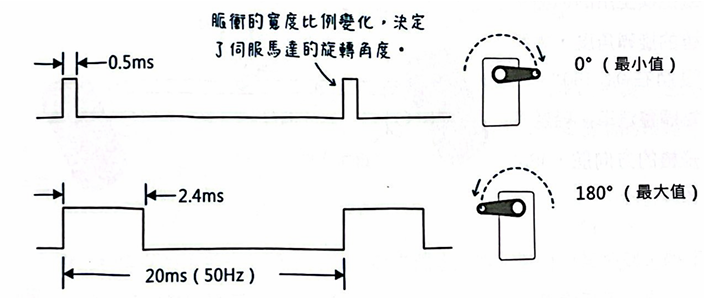 脈衝的寬度比例變化，決定
了伺服馬達的旋轉角度。
0.5ms
0°（最小值）
2.4ms
180°（最大值）
20ms（50Hz）